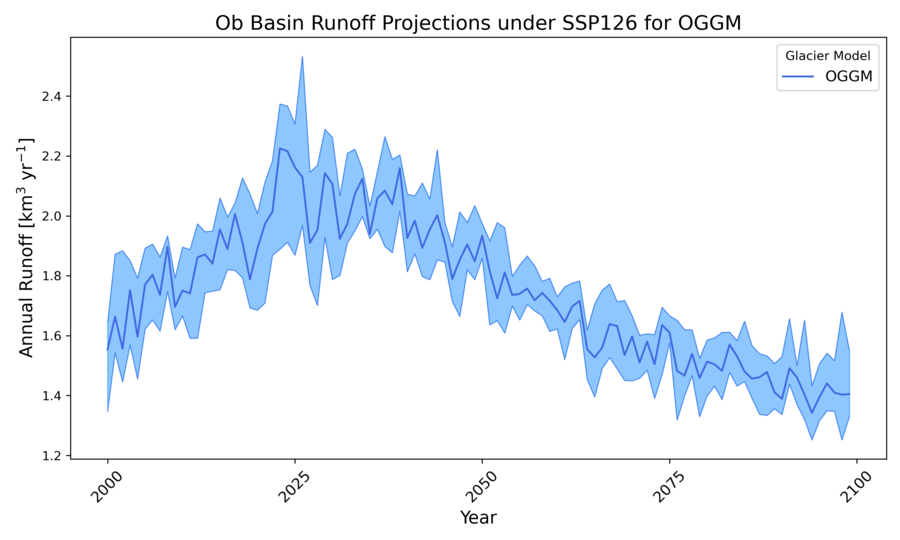 Ob Basin Runoff Projections under SSP126 for OGGM
Glacier Model
OGGM
Annual Runoff [km³ yr⁻¹]
2.4
2.2
2.0
1.8
1.6
1.4
1.2
2000
2025
2050
2075
2100
Year